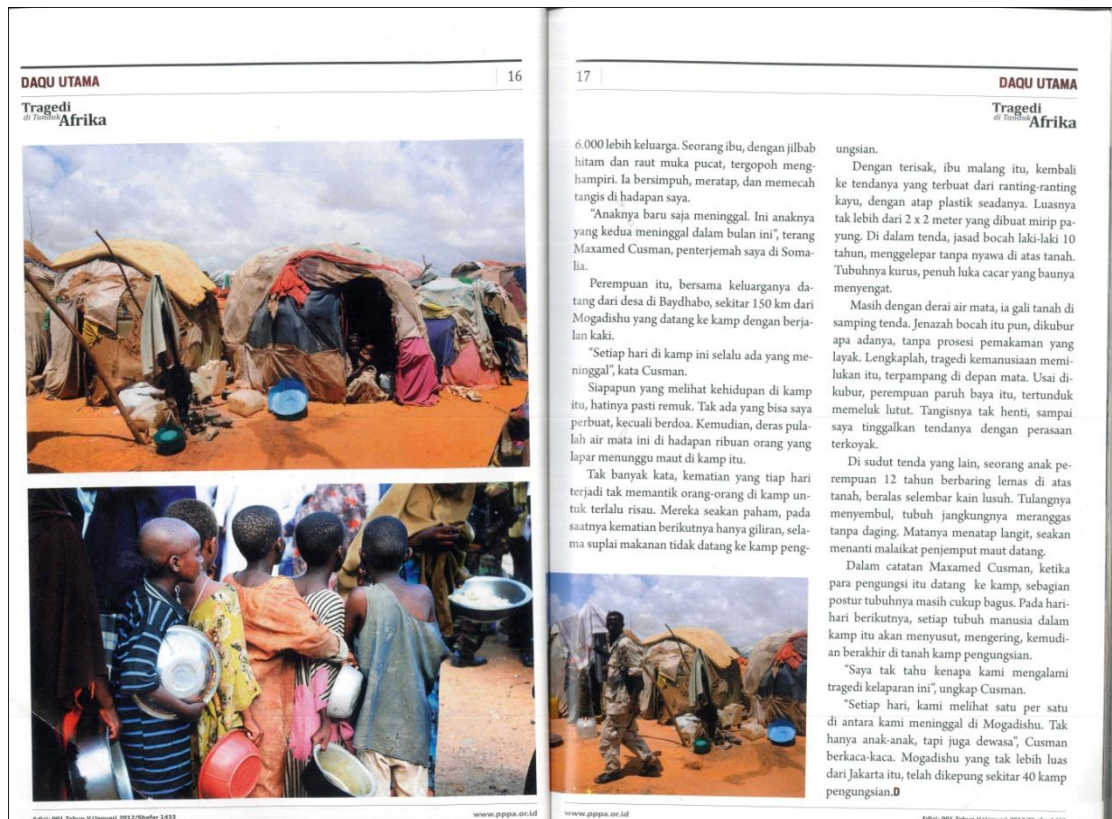 DAQU UTAMA
16
Tragedi
di Tanduk Afrika
Edisi: 001 Tahun V/Januari 2012/Shafar 1433
www.pppa.or.id
17
DAQU UTAMA
Tragedi
di Tanduk Afrika
6.000 lebih keluarga. Seorang ibu, dengan jilbab
hitam dan raut muka pucat, tergopoh meng-
hampiri. Ia bersimpuh, meratap, dan memecah
tangis di hadapan saya.
"Anaknya baru saja meninggal. Ini anaknya
yang kedua meninggal dalam bulan ini", terang
Maxamed Cusman, penterjemah saya di Soma-
lia.
Perempuan itu, bersama keluarganya da-
tang dari desa di Baydhabo, sekitar 150 km dari
Mogadishu yang datang ke kamp dengan berja-
lan kaki.
"Setiap hari di kamp ini selalu ada yang me-
ninggal", kata Cusman.
Siapapun yang melihat kehidupan di kamp
itu, hatinya pasti remuk. Tak ada yang bisa saya
perbuat, kecuali berdoa. Kemudian, deras pula-
lah air mata ini di hadapan ribuan orang yang
lapar menunggu maut di kamp itu.
Tak banyak kata, kematian yang tiap hari
terjadi tak memantik orang-orang di kamp un-
tuk terlalu risau. Mereka seakan paham, pada
saatnya kematian berikutnya hanya giliran, sela-
ma suplai makanan tidak datang ke kamp peng-
ungsian.
Dengan terisak, ibu malang itu, kembali
ke tendanya yang terbuat dari ranting-ranting
kayu, dengan atap plastik seadanya. Luasnya
tak lebih dari 2 x 2 meter yang dibuat mirip pa-
yung. Di dalam tenda, jasad bocah laki-laki 10
tahun, menggelepar tanpa nyawa di atas tanah.
Tubuhnya kurus, penuh luka cacar yang baunya
menyengat.
Masih dengan derai air mata, ia gali tanah di
samping tenda. Jenazah bocah itu pun, dikubur
apa adanya, tanpa prosesi pemakaman yang
layak. Lengkaplah, tragedi kemanusiaan memi-
lukan itu, terpampang di depan mata. Usai di-
kubur, perempuan paruh baya itu, tertunduk
memeluk lutut. Tangisnya tak henti, sampai
saya tinggalkan tendanya dengan perasaan
terkoyak.
Di sudut tenda yang lain, seorang anak pe-
rempuan 12 tahun berbaring lemas di atas
tanah, beralas selembar kain lusuh. Tulangnya
menyembul, tubuh jangkungnya meranggas
tanpa daging. Matanya menatap langit, seakan
menanti malaikat penjemput maut datang.
Dalam catatan Maxamed Cusman, ketika
para pengungsi itu datang ke kamp, sebagian
postur tubuhnya masih cukup bagus. Pada hari-
hari berikutnya, setiap tubuh manusia dalam
kamp itu akan menyusut, mengering, kemudi-
an berakhir di tanah kamp pengungsian.
"Saya tak tahu kenapa kami mengalami
tragedi kelaparan ini", ungkap Cusman.
"Setiap hari, kami melihat satu per satu
di antara kami meninggal di Mogadishu. Tak
hanya anak-anak, tapi juga dewasa", Cusman
berkaca-kaca. Mogadishu yang tak lebih luas
dari Jakarta itu, telah dikepung sekitar 40 kamp
pengungsian.D
www.pppa.or.id